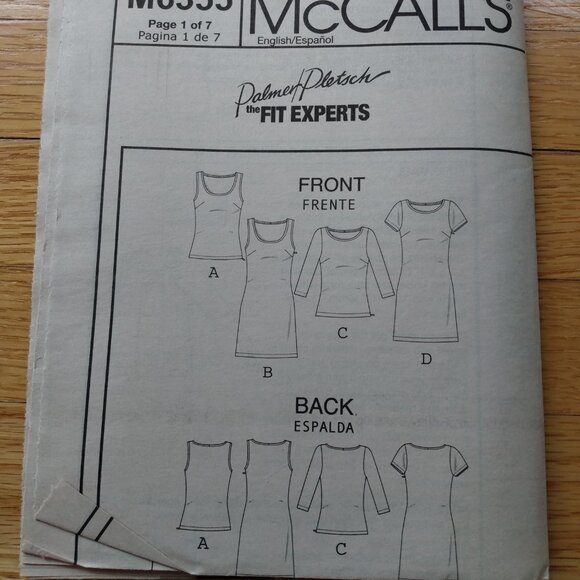 Page 1 of 7
Pagina 1 de 7
McCALL'S®
English/Español
Palmer/Pletsch
the FIT EXPERTS
FRONT
FRENTE
A
B
C
D
BACK
ESPALDA
A
C